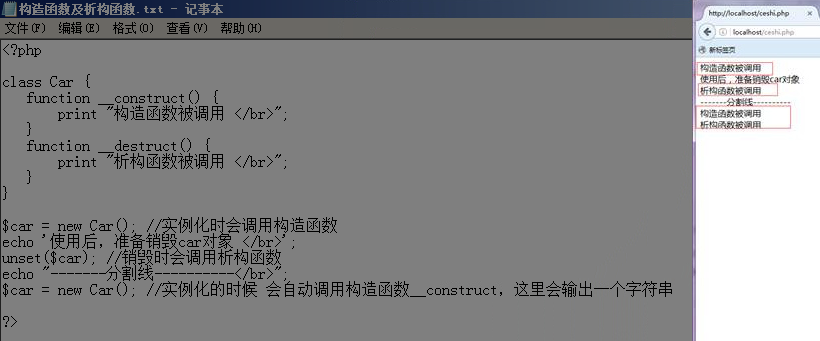 构造函数及析构函数.txt - 记事本
文件(F) 编辑(E) 格式(O) 查看(V) 帮助(H)
<?php
class Car {
function __construct() {
print "构造函数被调用 </br>";
}
function __destruct() {
print "析构函数被调用 </br>";
}
}
$car = new Car(); //实例化时会调用构造函数
echo '使用后，准备销毁car对象 </br>';
unset($car); //销毁时会调用析构函数
echo "-------分割线----------</br>";
$car = new Car(); //实例化的时候 会自动调用构造函数__construct，这里会输出一个字符串
?>
http://localhost/ceshi.php
localhost/ceshi.php
新标签页
构造函数被调用
使用后，准备销毁car对象
析构函数被调用
-------分割线----------
构造函数被调用
析构函数被调用